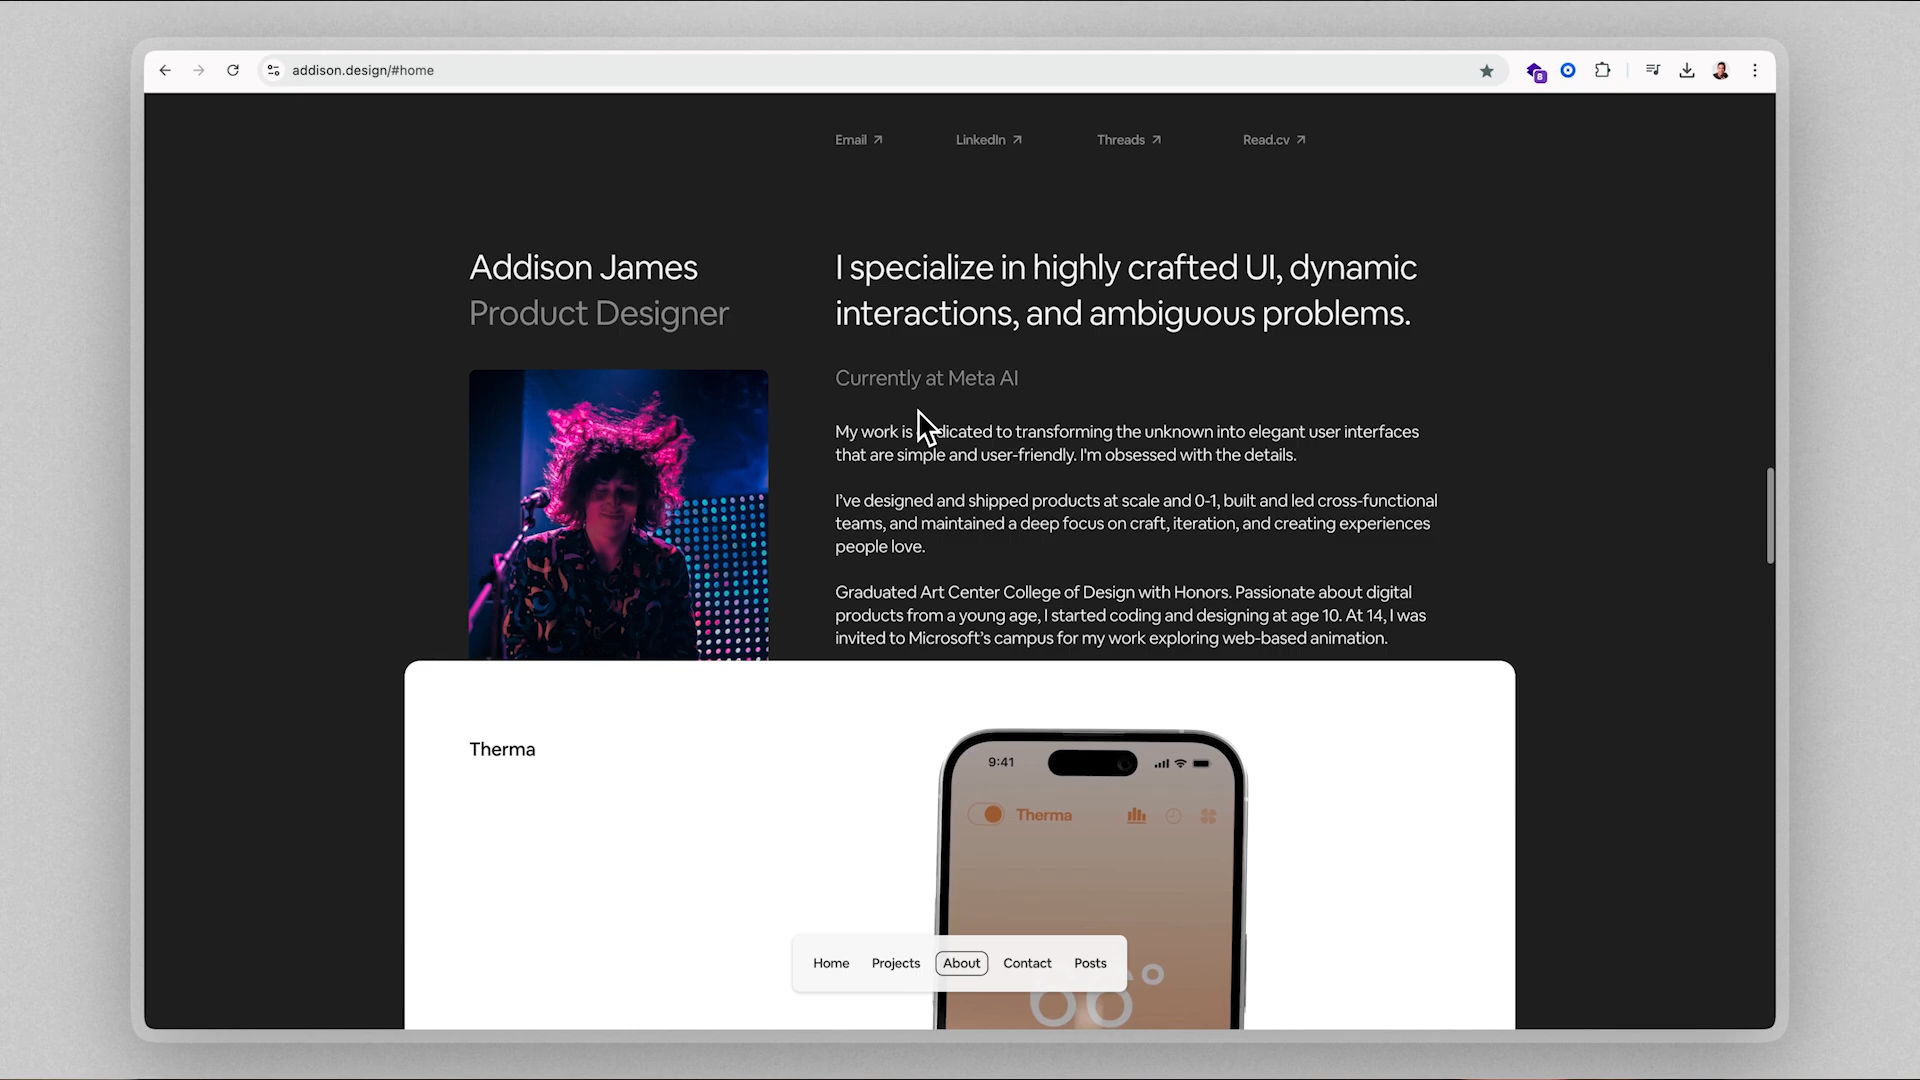 addison.design/#home
8
Email ↗ LinkedIn ↗ Threads ↗ Read.cv ↗
Addison James
Product Designer
I specialize in highly crafted UI, dynamic
interactions, and ambiguous problems.
Currently at Meta AI
My work is dedicated to transforming the unknown into elegant user interfaces
that are simple and user-friendly. I'm obsessed with the details.
I've designed and shipped products at scale and 0-1, built and led cross-functional
teams, and maintained a deep focus on craft, iteration, and creating experiences
people love.
Graduated Art Center College of Design with Honors. Passionate about digital
products from a young age, I started coding and designing at age 10. At 14, I was
invited to Microsoft's campus for my work exploring web-based animation.
Therma
9:41
Therma
66°
Home Projects About Contact Posts